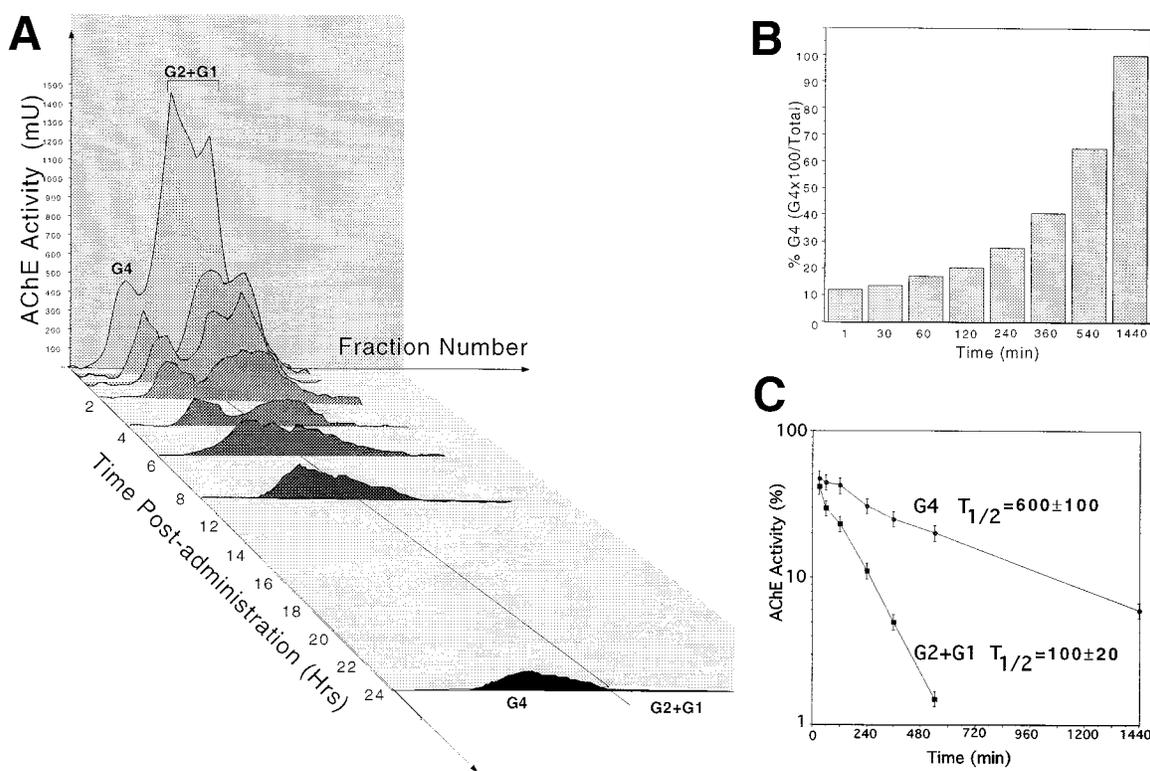 A
AChE Activity (mU)
1500
1400
1300
1200
1100
1000
900
800
700
600
500
400
300
200
100
G2+G1
G4
Fraction Number
2
4
6
8
12
14
16
18
20
22
24
Time Post-administration (Hrs)
G4
G2+G1
B
% G4 (G4x100/Total)
100
90
80
70
60
50
40
30
20
10
0
1 30 60 120 240 360 540 1440
Time (min)
C
AChE Activity (%)
100
10
1
G4 T1/2=600±100
G2+G1 T1/2=100±20
0 240 480 720 960 1200 1440
Time (min)